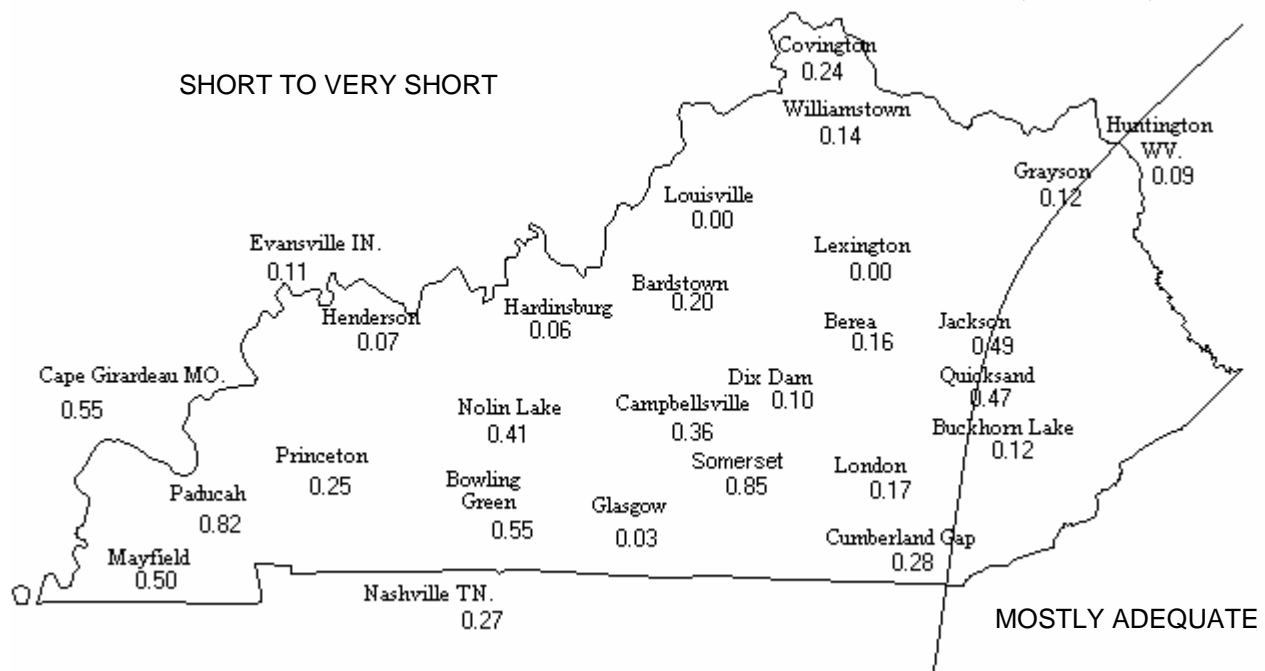 Covington
0.24
SHORT TO VERY SHORT
Williamstown
0.14
Huntington
WV.
0.09
Grayson
0.12
Louisville
0.00
Evansville IN.
0.11
Lexington
0.00
Bardstown
0.20
Hardinsburg
0.06
Henderson
0.07
Berea
0.16
Jackson
0.49
Cape Girardeau MO.
0.55
Dix Dam
0.10
Quicksand
0.47
Nolin Lake
0.41
Campbellsville
0.36
Buckhorn Lake
0.12
Princeton
0.25
Somerset
0.85
London
0.17
Paducah
0.82
Bowling
Green
0.55
Glasgow
0.03
Cumberland Gap
0.28
Mayfield
0.50
Nashville TN.
0.27
MOSTLY ADEQUATE